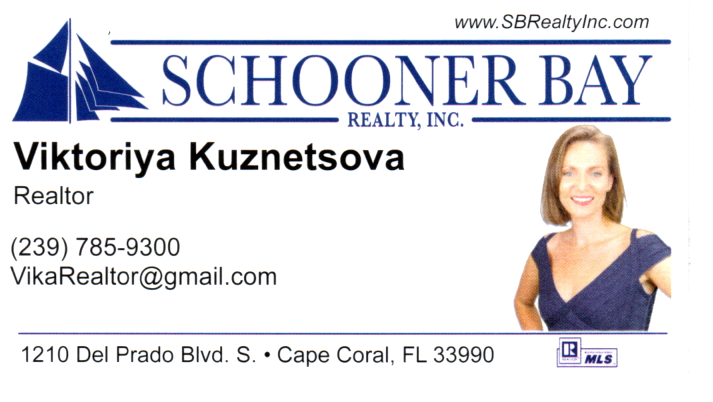 www.SBRealtyInc.com
SCHOONER BAY
REALTY, INC.
Viktoriya Kuznetsova
Realtor
(239) 785-9300
VikaRealtor@gmail.com
1210 Del Prado Blvd. S. • Cape Coral, FL 33990
R
MLS